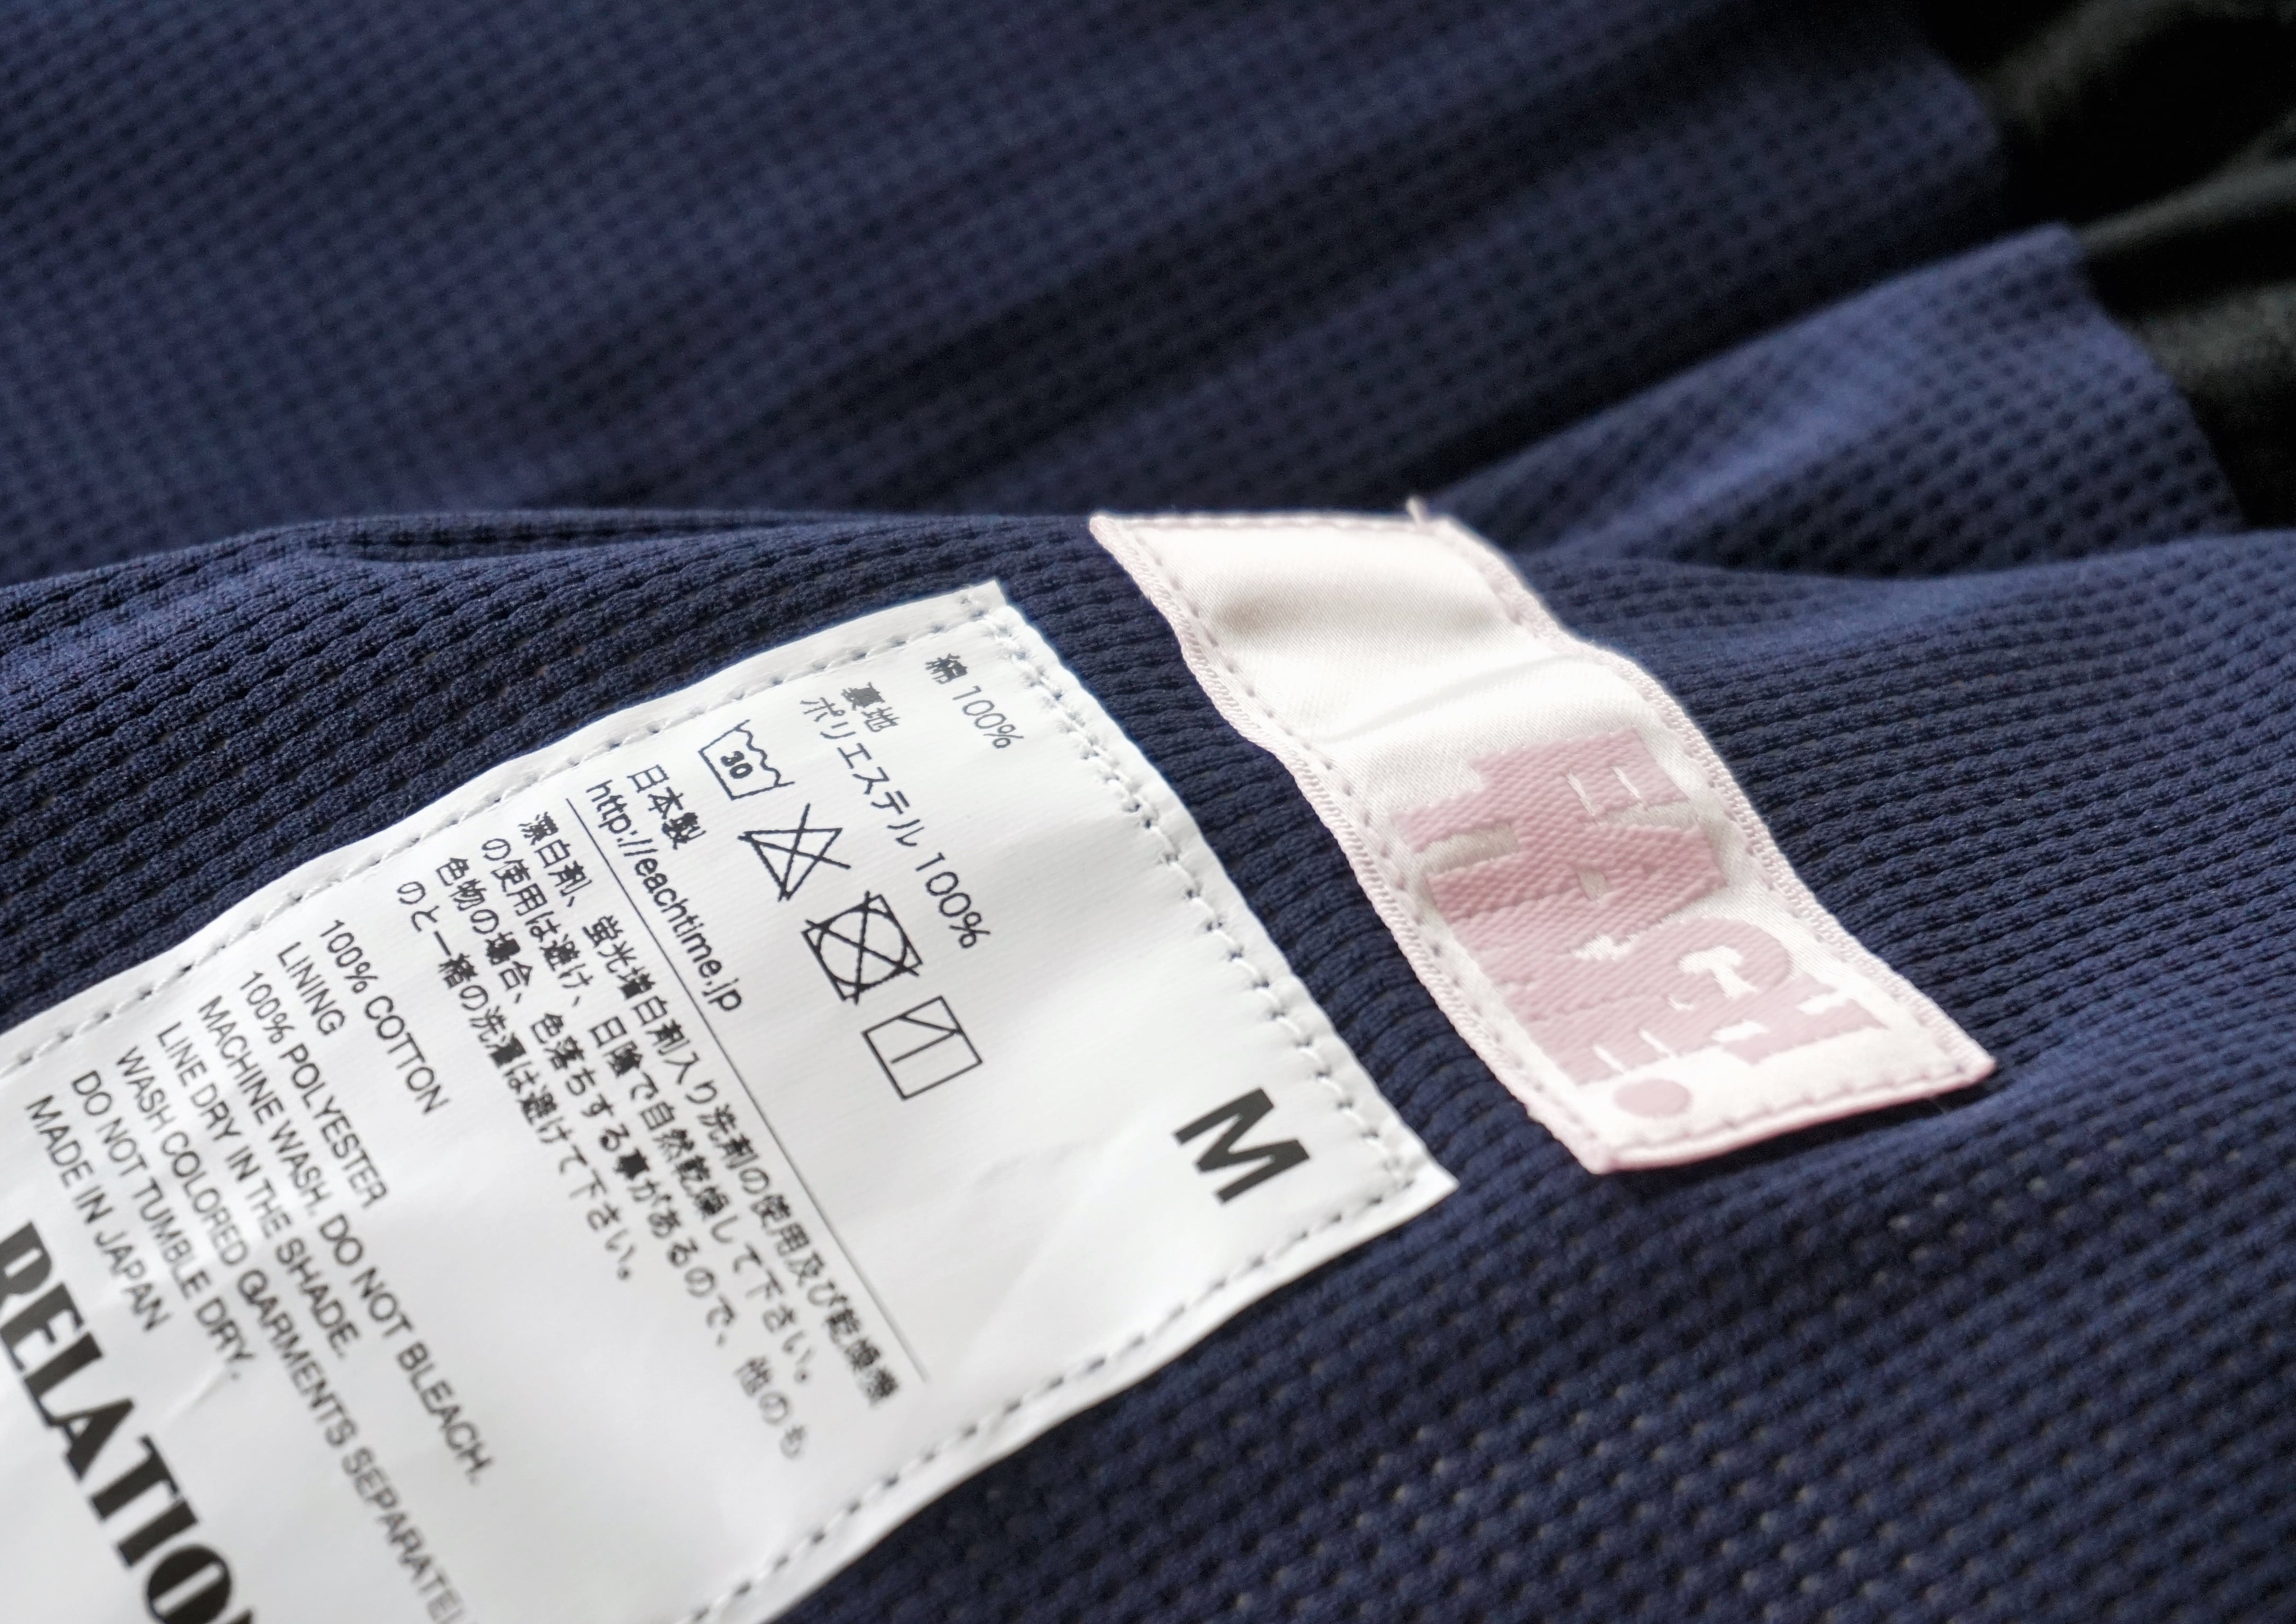 M
綿 100%
裏地
ポリエステル 100%
30
日本製
http://eachtime.jp
漂白剤、蛍光増白剤入り洗剤の使用及び乾燥機
の使用は避け、日陰で自然乾燥して下さい。
色物の場合、色落ちする事があるので、他のも
のと一緒の洗濯は避けて下さい。
100% COTTON
LINING
100% POLYESTER
MACHINE WASH. DO NOT BLEACH.
LINE DRY IN THE SHADE.
WASH COLORED GARMENTS SEPARATEL
DO NOT TUMBLE DRY.
MADE IN JAPAN
RELATION